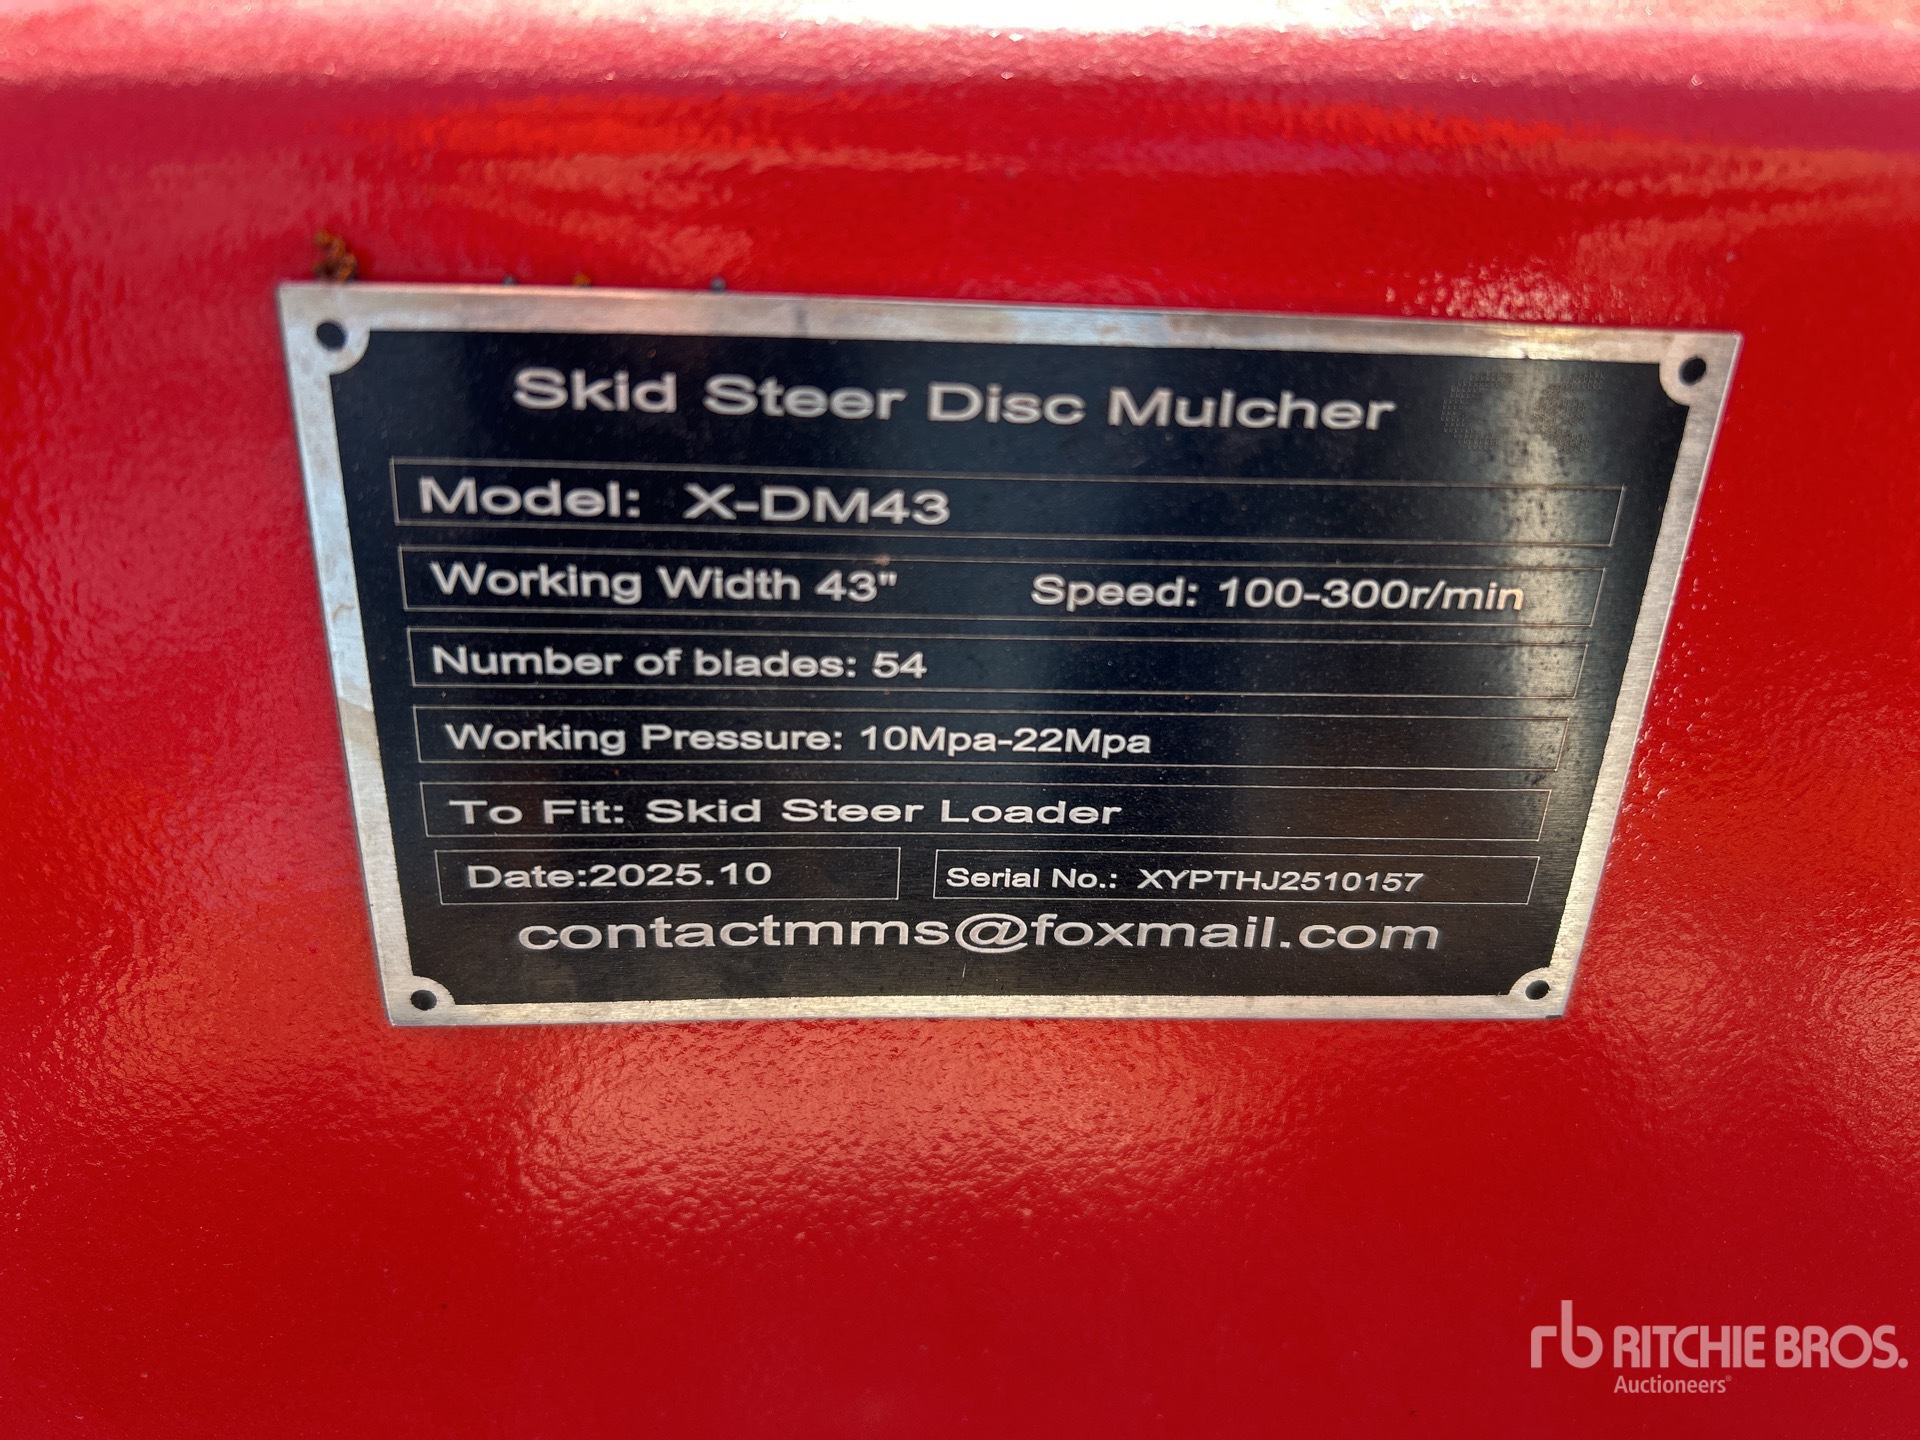 Skid Steer Disc Mulcher
Model: X-DM43
Working Width 43" Speed: 100-300r/min
Number of blades: 54
Working Pressure: 10Mpa-22Mpa
To Fit: Skid Steer Loader
Date:2025.10 Serial No.: XYPTHJ2510157
contactmms@foxmail.com
rb RITCHIE BROS.
Auctioneers